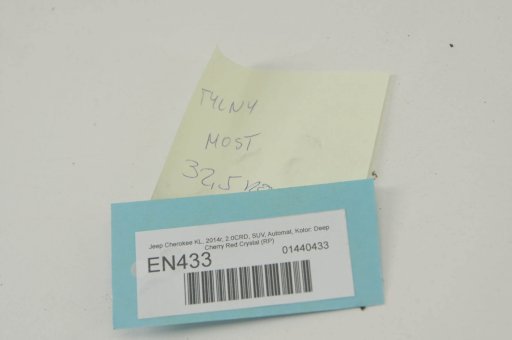 TYLNY
MOST
32,5 KG
Jeep Cherokee KL, 2014r, 2.0CRD, SUV, Automat, Kolor: Deep
Cherry Red Crystal (RP)
EN433
01440433